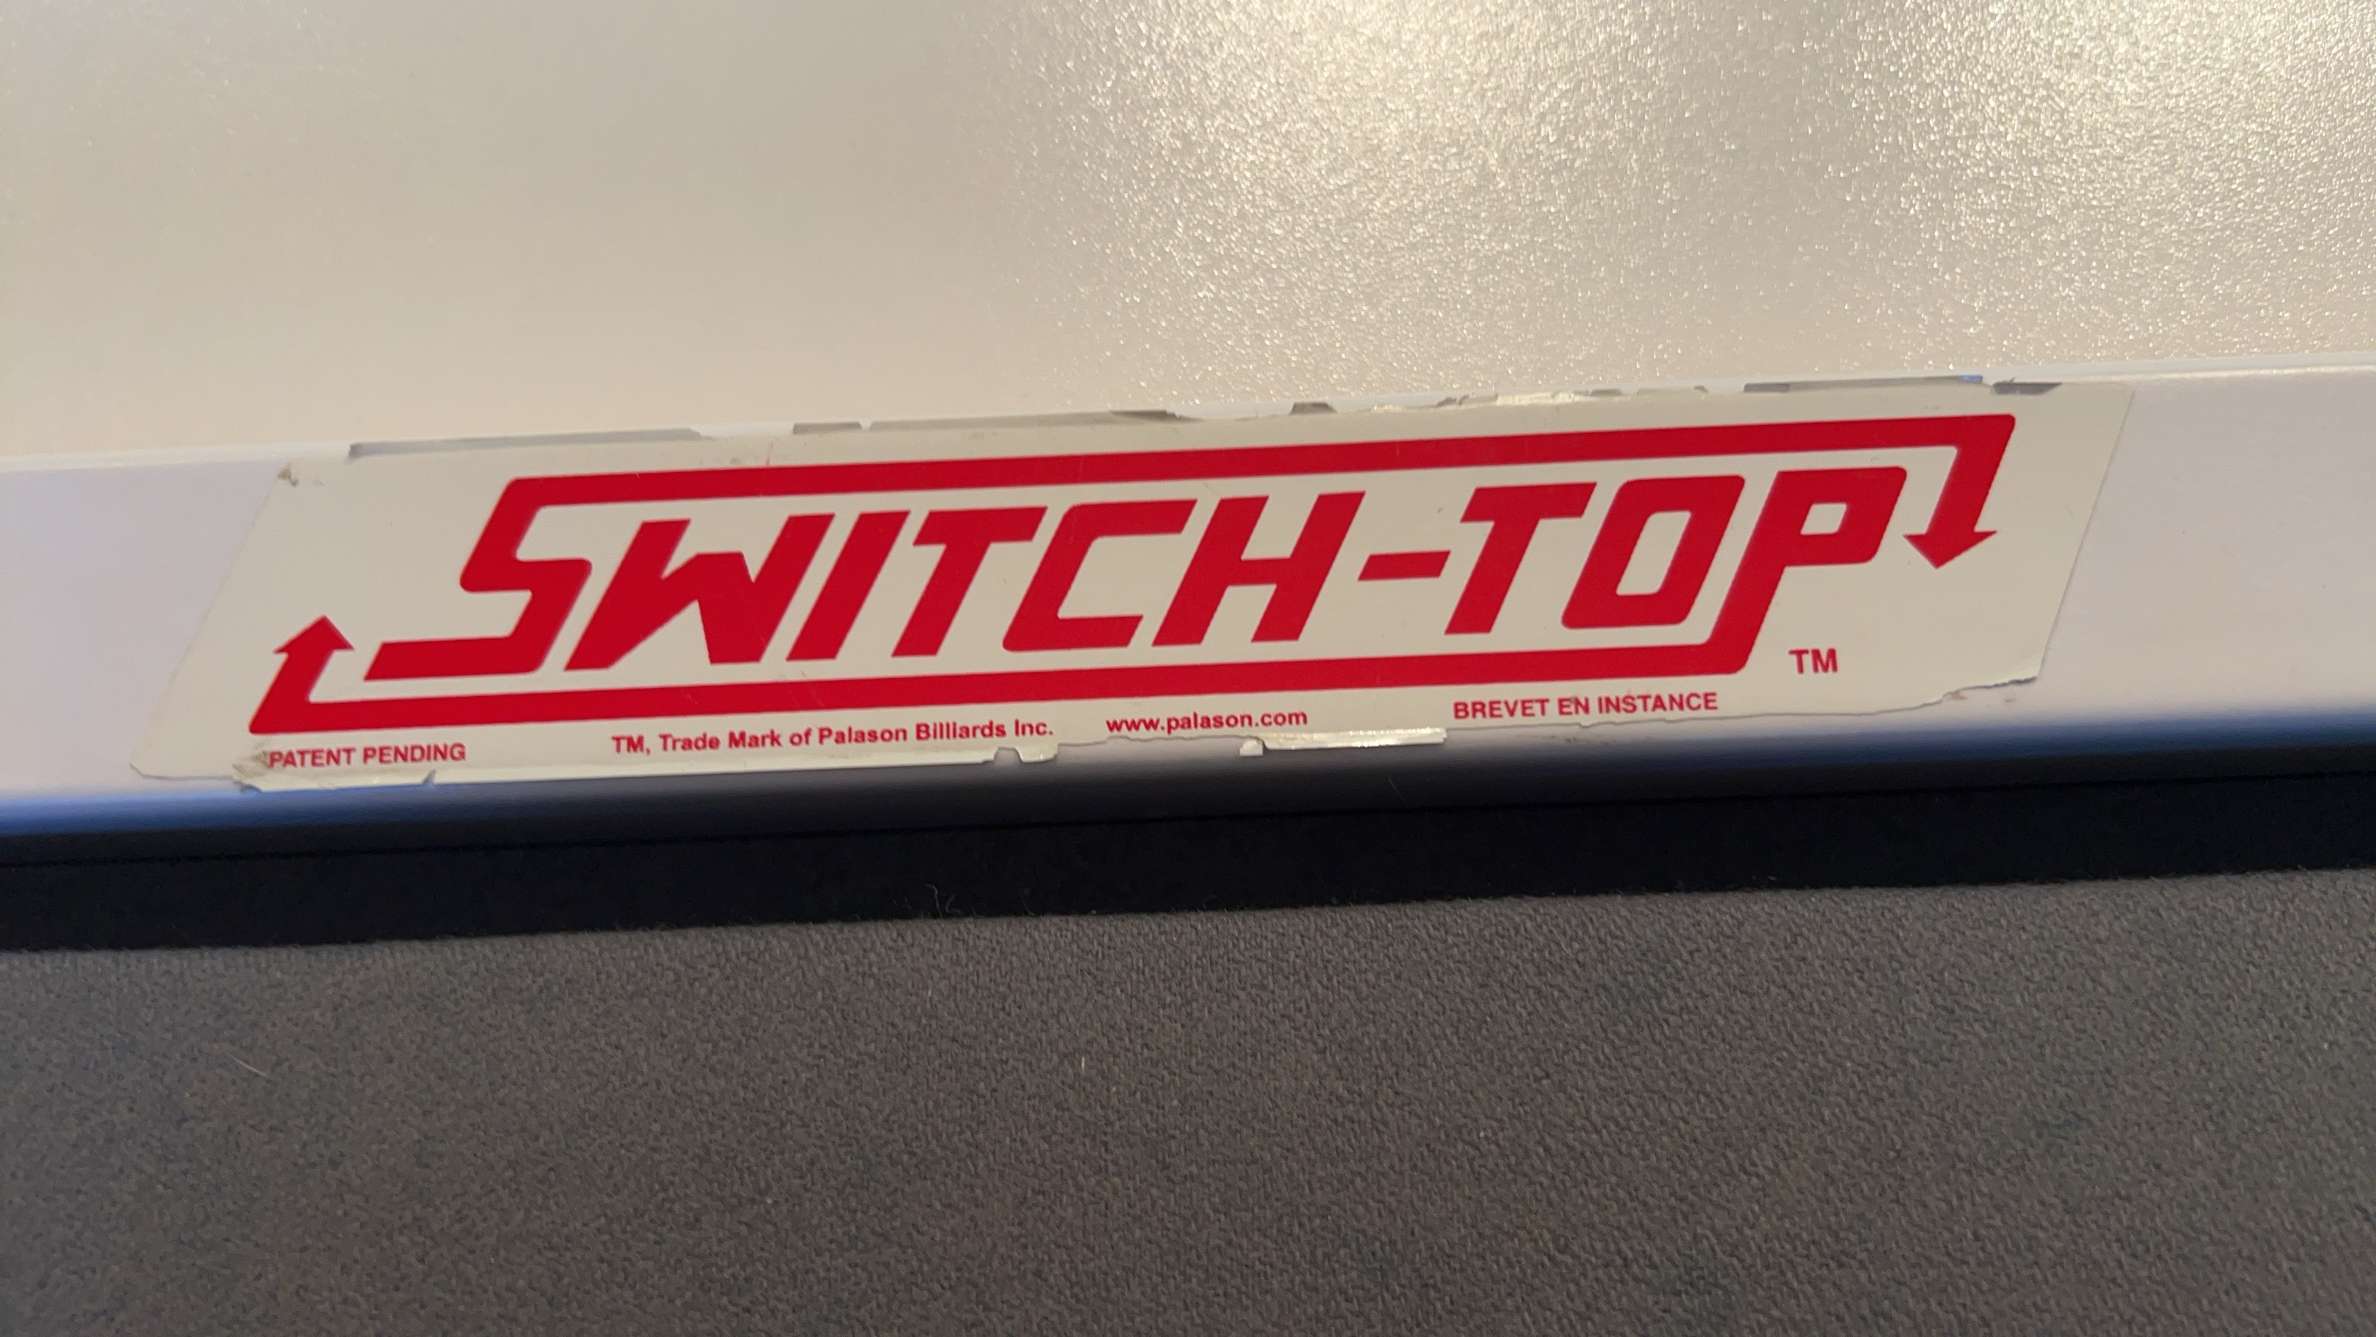 SWITCH-TOP
TM
PATENT PENDING TM, Trade Mark of Palason Billiards Inc. www.palason.com BREVET EN INSTANCE